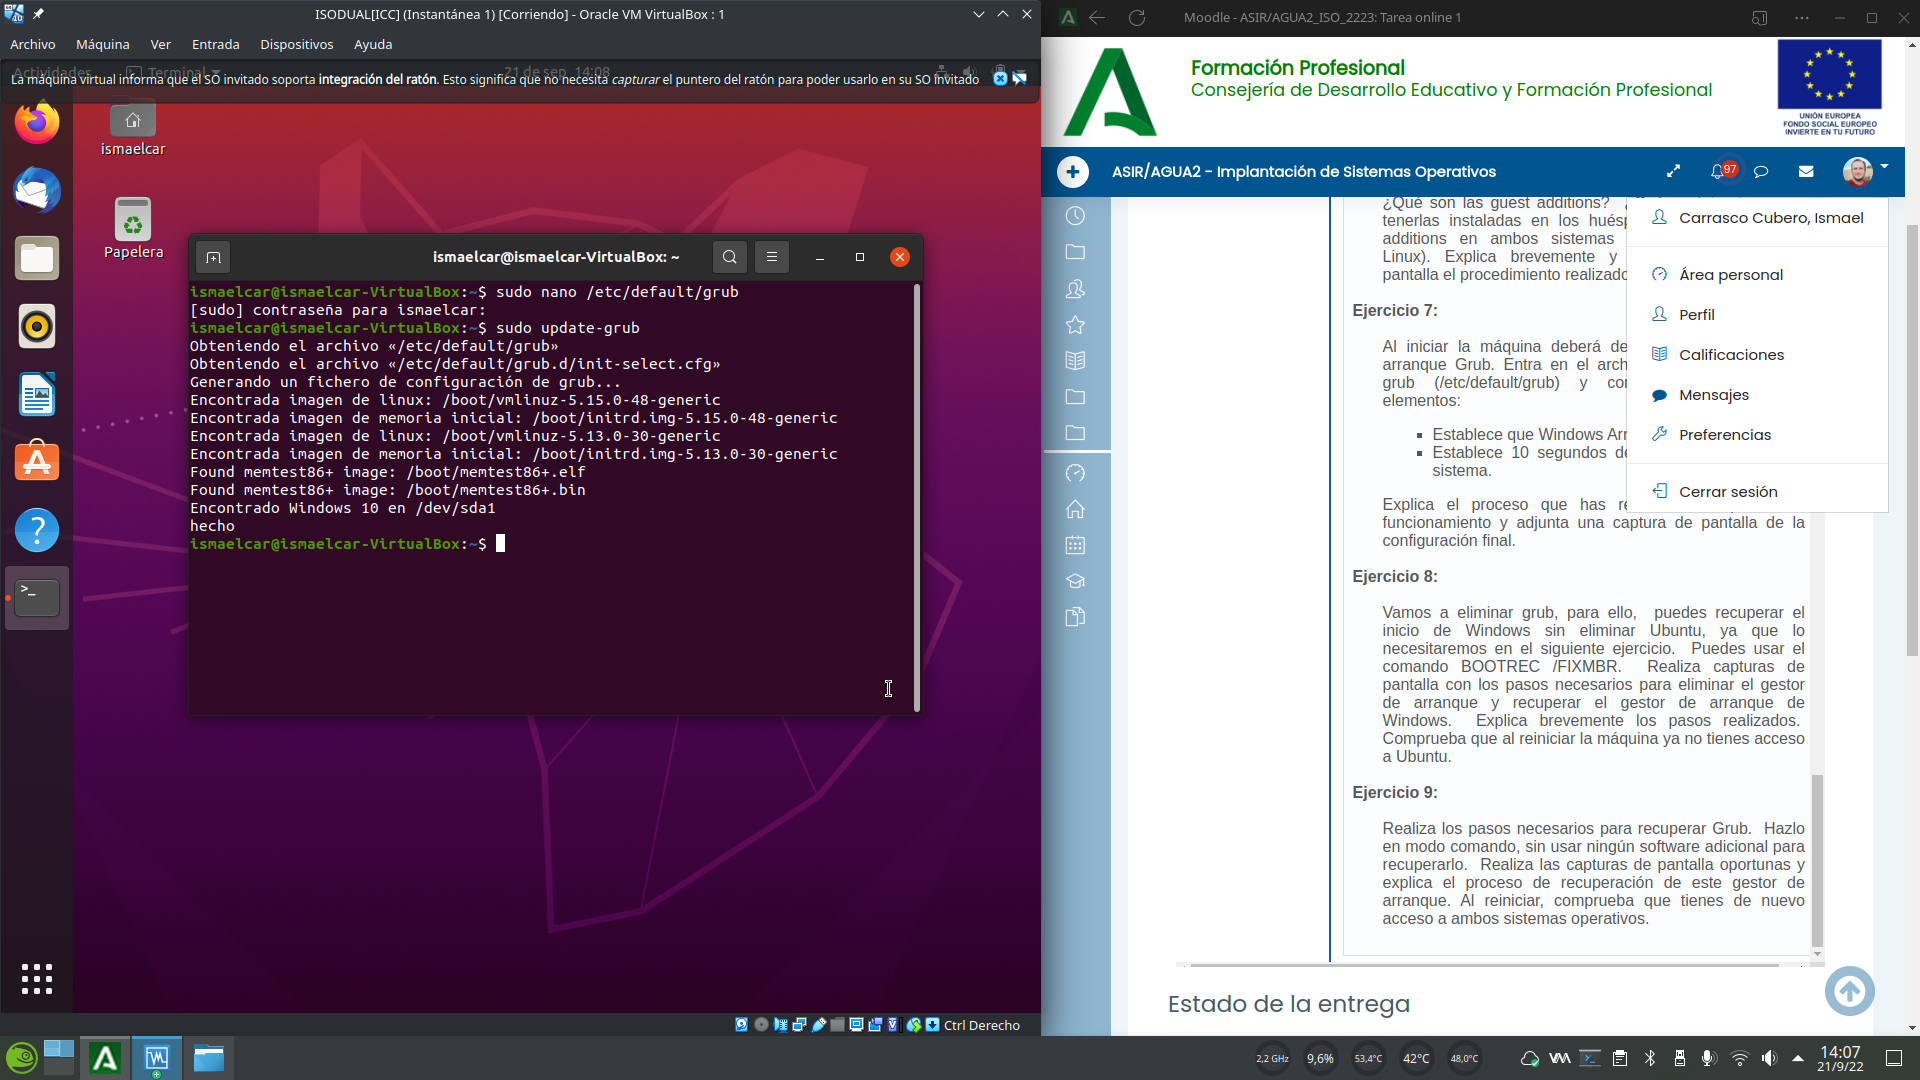 ISODUAL[ICC] (Instantánea 1) [Corriendo] - Oracle VM VirtualBox : 1
Archivo Máquina Ver Entrada Dispositivos Ayuda
Actividades Terminal 21 de sep 14:08
La máquina virtual informa que el SO invitado soporta integración del ratón. Esto significa que no necesita capturar el puntero del ratón para poder usarlo en su SO invitado
ismaelcar
Papelera
ismaelcar@ismaelcar-VirtualBox: ~
ismaelcar@ismaelcar-VirtualBox:~$ sudo nano /etc/default/grub
[sudo] contraseña para ismaelcar:
ismaelcar@ismaelcar-VirtualBox:~$ sudo update-grub
Obteniendo el archivo «/etc/default/grub»
Obteniendo el archivo «/etc/default/grub.d/init-select.cfg»
Generando un fichero de configuración de grub...
Encontrada imagen de linux: /boot/vmlinuz-5.15.0-48-generic
Encontrada imagen de memoria inicial: /boot/initrd.img-5.15.0-48-generic
Encontrada imagen de linux: /boot/vmlinuz-5.13.0-30-generic
Encontrada imagen de memoria inicial: /boot/initrd.img-5.13.0-30-generic
Found memtest86+ image: /boot/memtest86+.elf
Found memtest86+ image: /boot/memtest86+.bin
Encontrado Windows 10 en /dev/sda1
hecho
ismaelcar@ismaelcar-VirtualBox:~$
Ctrl Derecho
Moodle - ASIR/AGUA2_ISO_2223: Tarea online 1
Formación Profesional
Consejería de Desarrollo Educativo y Formación Profesional
UNIÓN EUROPEA
FONDO SOCIAL EUROPEO
INVIERTE EN TU FUTURO
ASIR/AGUA2 - Implantación de Sistemas Operativos
97
¿Qué son las guest additions?
tenerlas instaladas en los
additions en ambos sistemas
Linux). Explica brevemente y
pantalla el procedimiento
Ejercicio 7:
Al iniciar la máquina deberá
arranque Grub. Entra en el
grub (/etc/default/grub) y
elementos:
Establece que Windows
Establece 10 segundos
sistema.
Explica el proceso que has
funcionamiento y adjunta una captura de pantalla de la
configuración final.
Carrasco Cubero, Ismael
Área personal
Perfil
Calificaciones
Mensajes
Preferencias
Cerrar sesión
Ejercicio 8:
Vamos a eliminar grub, para ello, puedes recuperar el
inicio de Windows sin eliminar Ubuntu, ya que lo
necesitaremos en el siguiente ejercicio. Puedes usar el
comando BOOTREC /FIXMBR. Realiza capturas de
pantalla con los pasos necesarios para eliminar el gestor
de arranque y recuperar el gestor de arranque de
Windows. Explica brevemente los pasos realizados.
Comprueba que al reiniciar la máquina ya no tienes acceso
a Ubuntu.
Ejercicio 9:
Realiza los pasos necesarios para recuperar Grub. Hazlo
en modo comando, sin usar ningún software adicional para
recuperarlo. Realiza las capturas de pantalla oportunas y
explica el proceso de recuperación de este gestor de
arranque. Al reiniciar, comprueba que tienes de nuevo
acceso a ambos sistemas operativos.
Estado de la entrega
2,2 GHz 9,6% 53,4°C 42°C 48,0°C
14:07
21/9/22